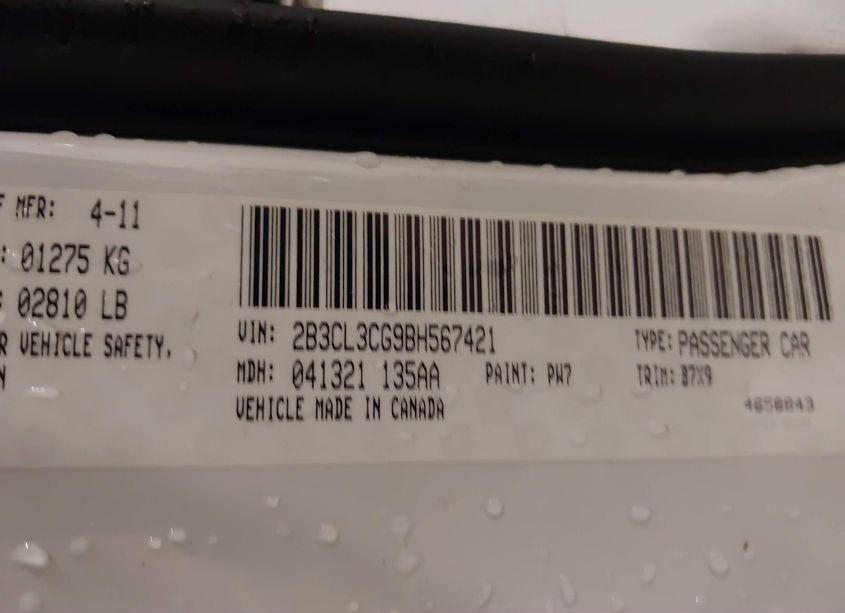 MFR: 4-11
01275 KG
02810 LB
VEHICLE SAFETY,
VIN: 2B3CL3CG9BH567421
TYPE: PASSENGER CAR
MDH: 041321 135AA
PAINT: PW7
TRIM: B7X9
VEHICLE MADE IN CANADA
4658843